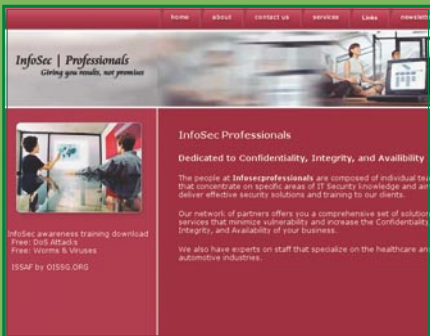 home about contact us services Links newslett
InfoSec | Professionals
Giving you results, not promises
InfoSec Professionals
Dedicated to Confidentiality, Integrity, and Availibility
The people at Infosecprofessionals are composed of individual tea
that concentrate on specific areas of IT Security knowledge and aim
deliver effective security solutions and training to our clients.
Our network of partners offers you a comprehensive set of solution
services that minimize vulnerability and increase the Confidentiality,
Integrity, and Availability of your business.
We also have experts on staff that specialize on the healthcare an
automotive industries.
InfoSec awareness training download
Free: DoS Attacks
Free: Worms & Viruses
ISSAF by OISSG.ORG